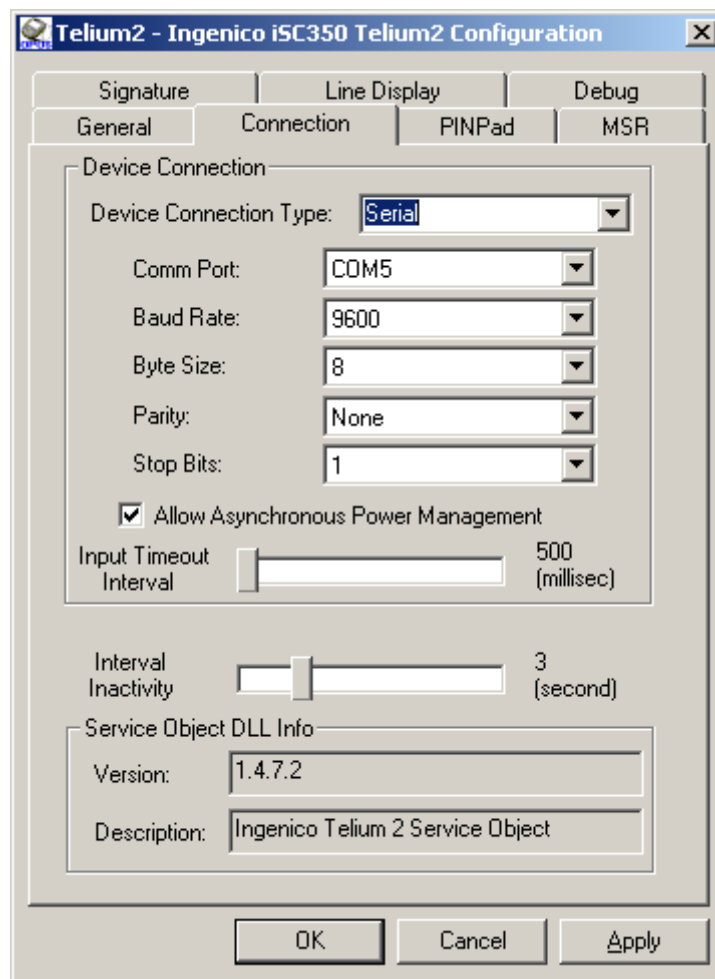 Telium2 - Ingenico iSC350 Telium2 Configuration
Signature Line Display Debug
General Connection PINPad MSR
Device Connection
Device Connection Type: Serial
Comm Port: COM5
Baud Rate: 9600
Byte Size: 8
Parity: None
Stop Bits: 1
Allow Asynchronous Power Management
Input Timeout Interval
500 (millisec)
Interval Inactivity
3 (second)
Service Object DLL Info
Version: 1.4.7.2
Description: Ingenico Telium 2 Service Object
OK Cancel Apply